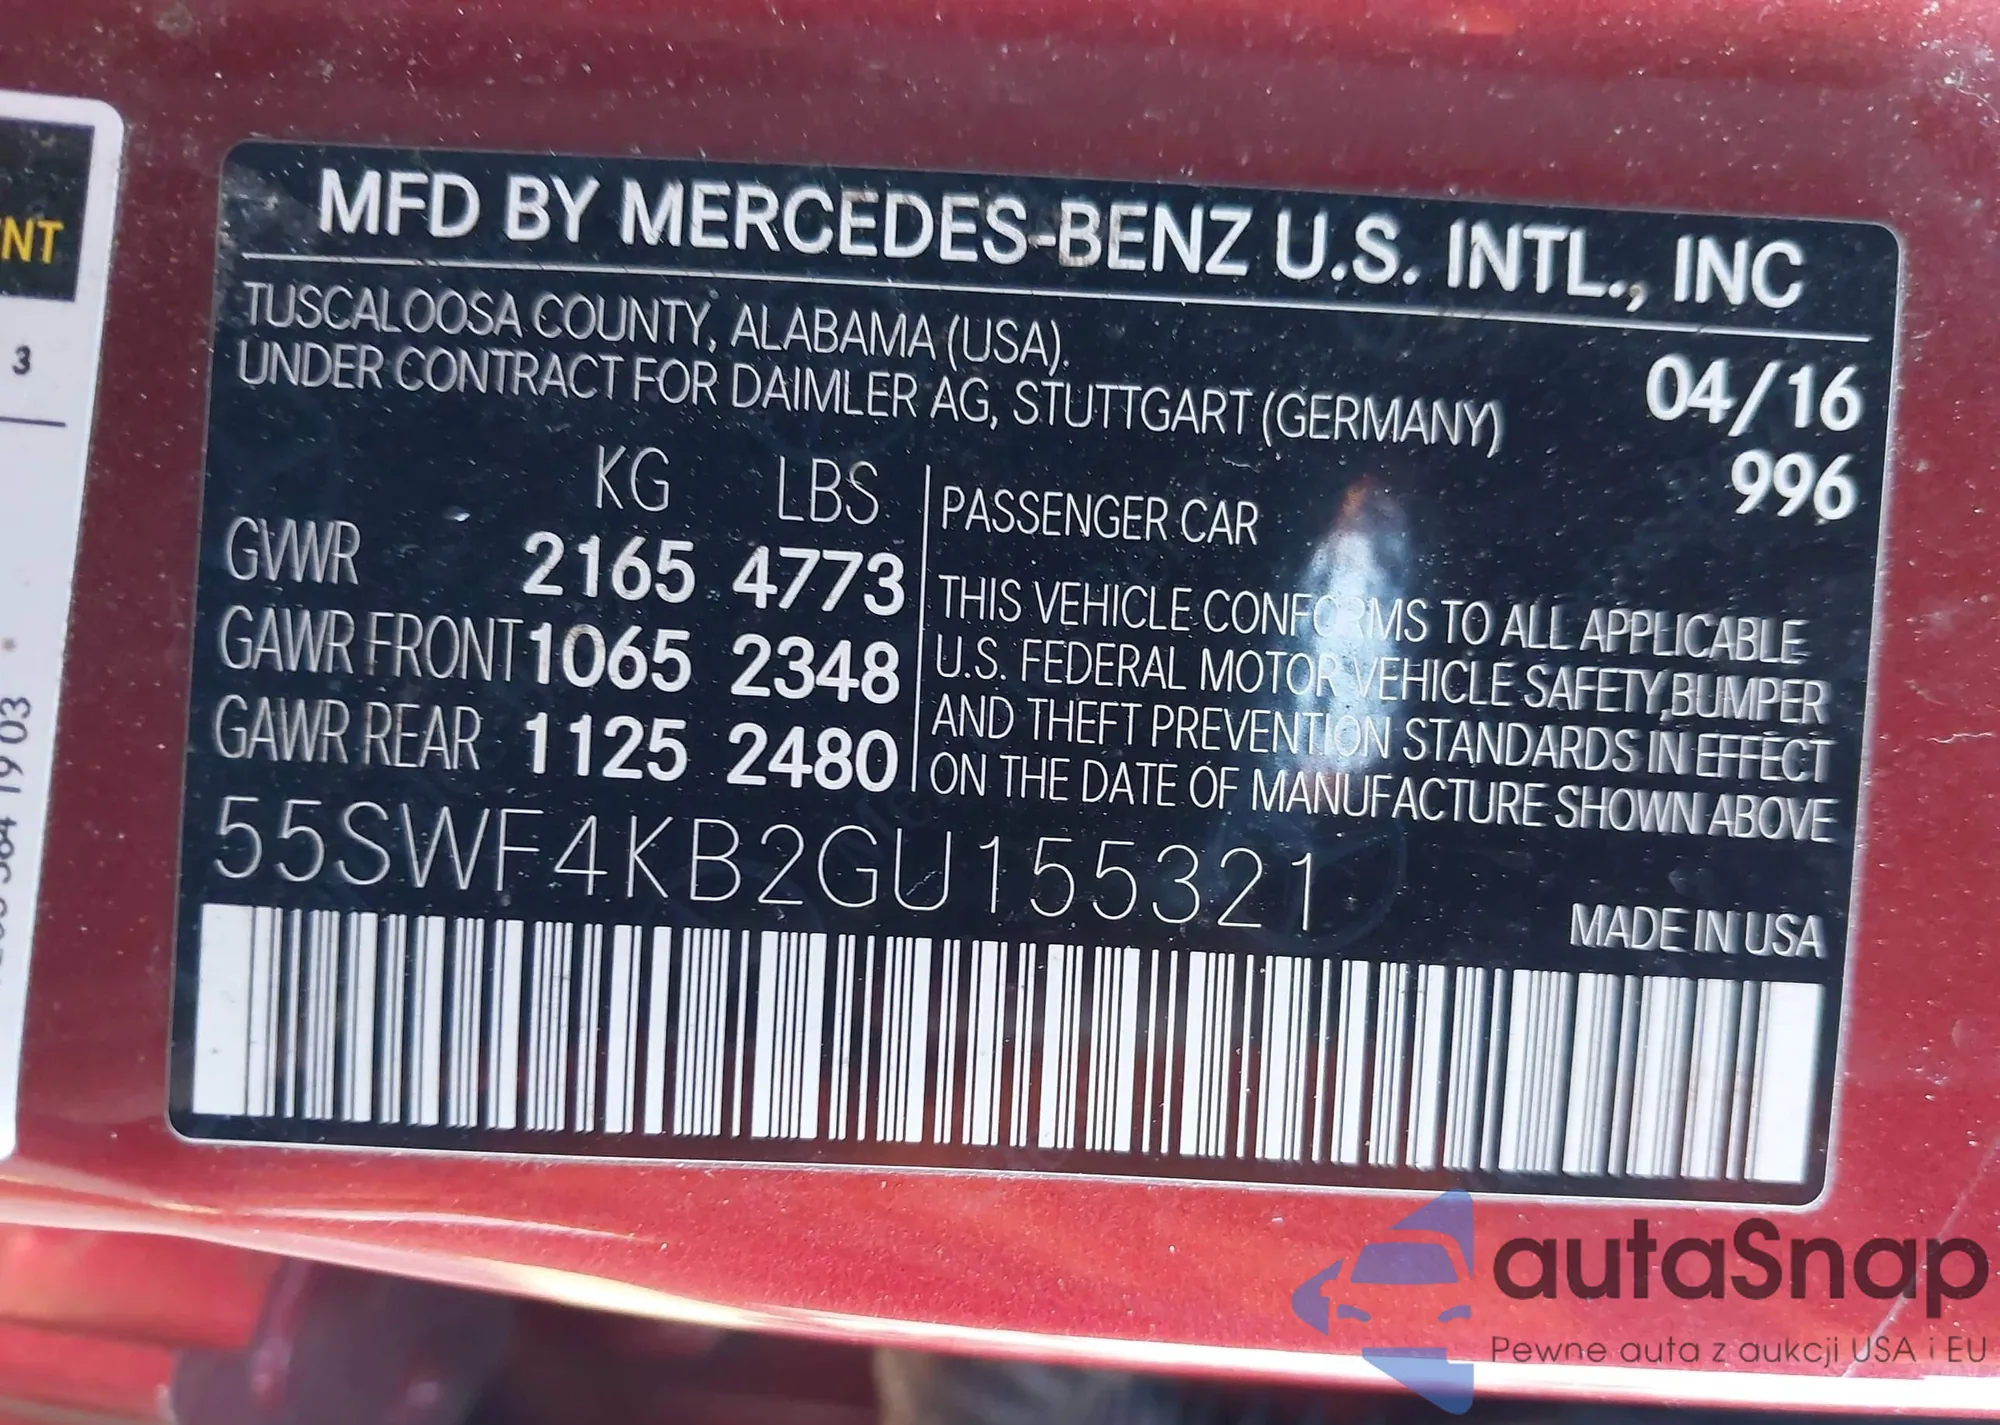 NT
3
19 03
MFD BY MERCEDES-BENZ U.S. INTL., INC
TUSCALOOSA COUNTY, ALABAMA (USA).
UNDER CONTRACT FOR DAIMLER AG, STUTTGART (GERMANY)
04/16
996
KG LBS
GVWR 2165 4773
GAWR FRONT 1065 2348
GAWR REAR 1125 2480
PASSENGER CAR
THIS VEHICLE CONFORMS TO ALL APPLICABLE
U.S. FEDERAL MOTOR VEHICLE SAFETY,BUMPER
AND THEFT PREVENTION STANDARDS IN EFFECT
ON THE DATE OF MANUFACTURE SHOWN ABOVE
55SWF4KB2GU155321
MADE IN USA
autaSnap
Pewne auta z aukcji USA i EU